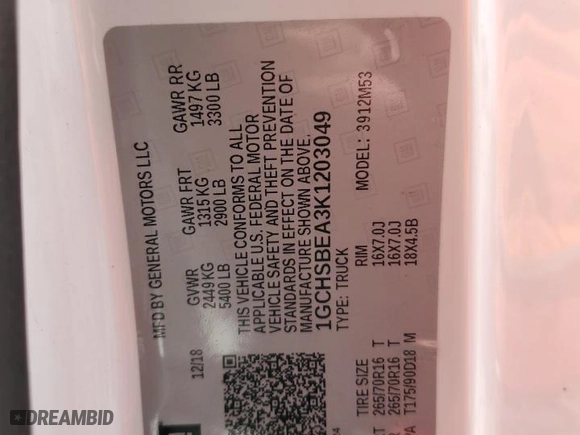 MFD BY GENERAL MOTORS LLC
12/18
GVWR
2449 KG
5400 LB
GAWR FRT
1315 KG
2900 LB
GAWR RR
1497 KG
3300 LB
THIS VEHICLE CONFORMS TO ALL
APPLICABLE U.S. FEDERAL MOTOR
VEHICLE SAFETY AND THEFT PREVENTION
STANDARDS IN EFFECT ON THE DATE OF
MANUFACTURE SHOWN ABOVE.
1GCHSBEA3K1203049
TYPE: TRUCK
MODEL: 3912M53
TIRE SIZE
RIM
265/70R16 T
16X7.0J
265/70R16 T
16X7.0J
T175/90D18 M
18X4.5B
DREAMBID